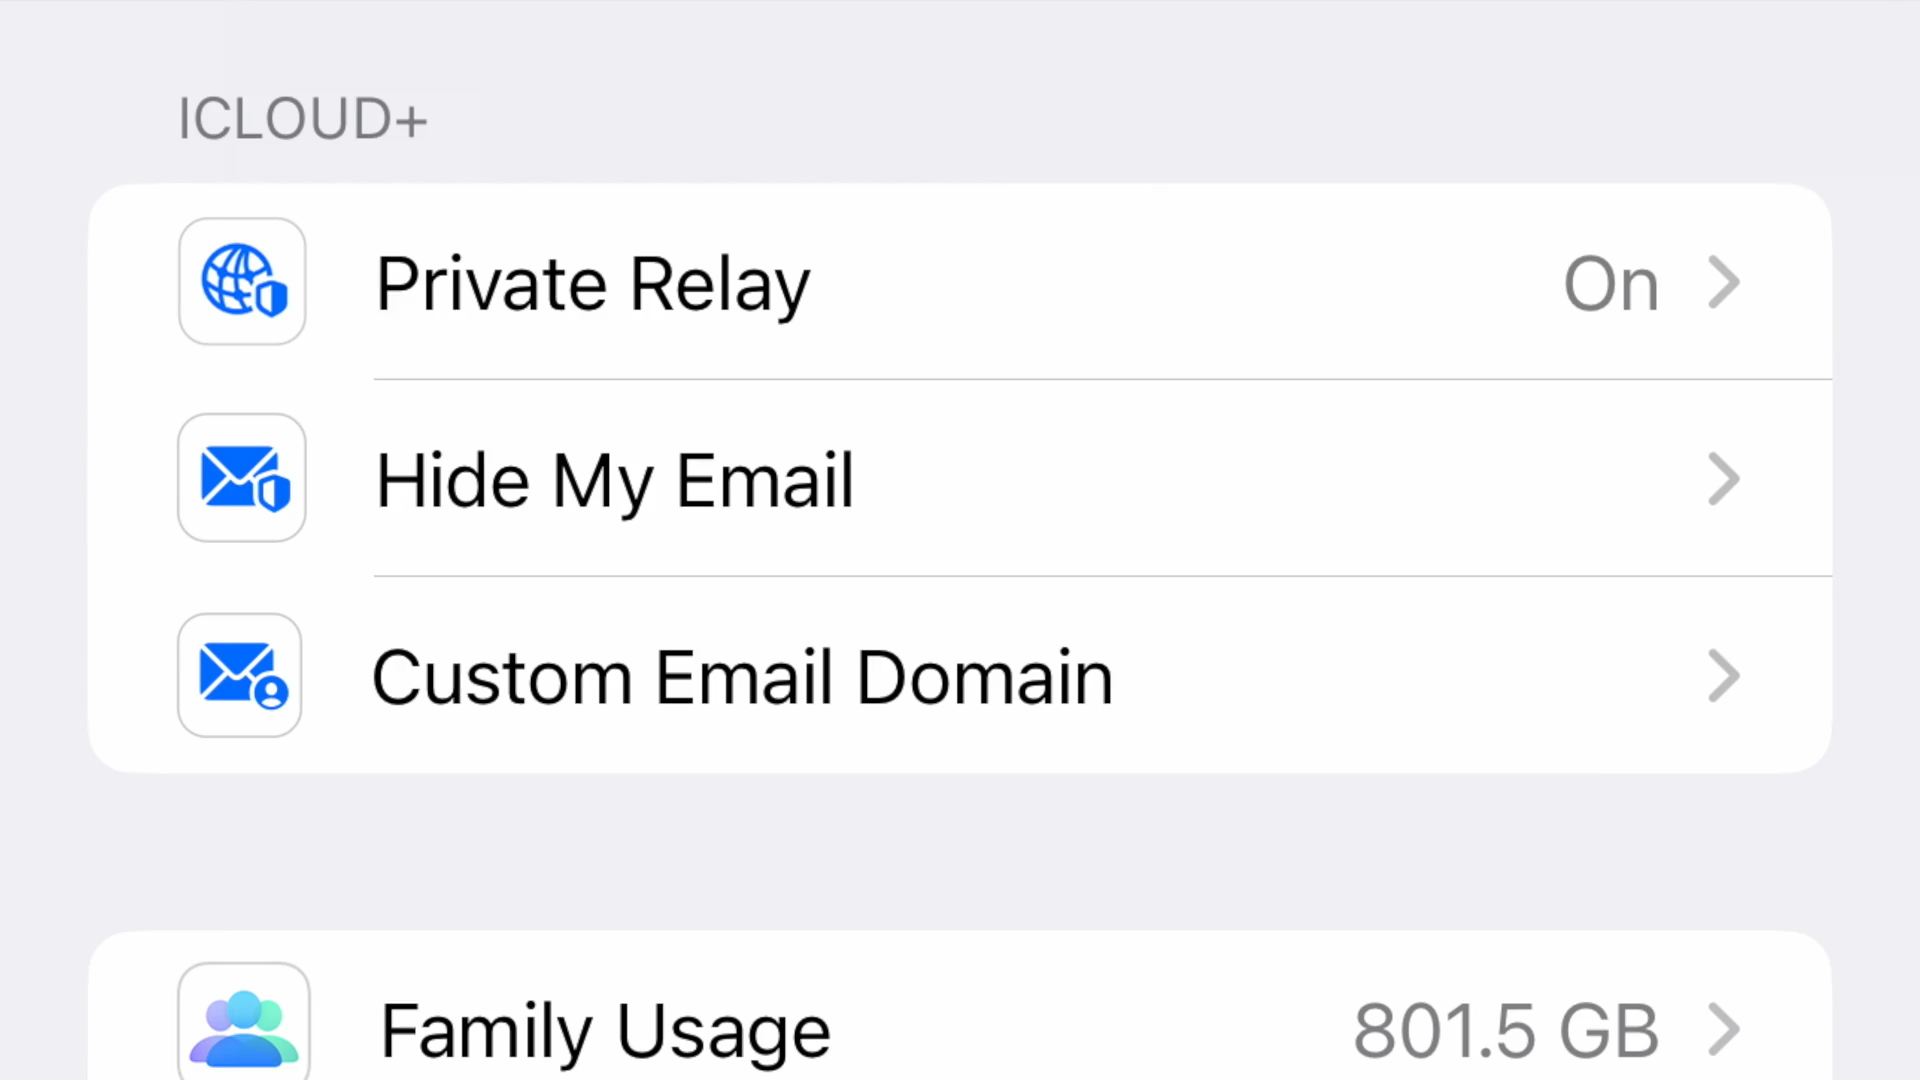 ICLOUD+
Private Relay On
Hide My Email
Custom Email Domain
Family Usage 801.5 GB